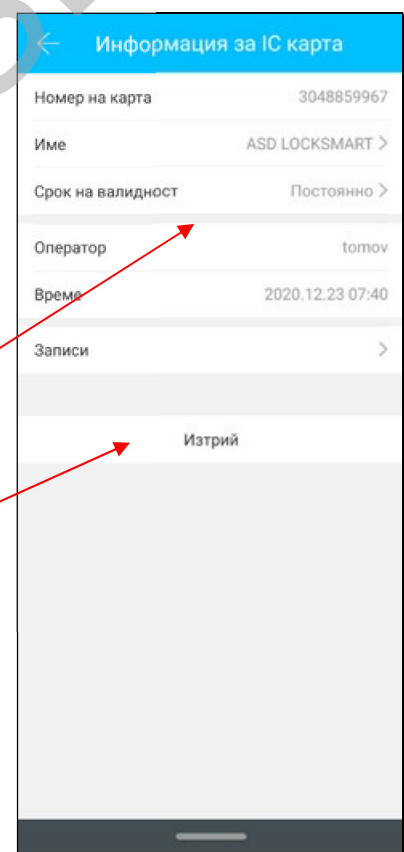 Информация за IC карта
Номер на карта 3048859967
Име ASD LOCKSMART
Срок на валидност Постоянно
Оператор tomov
Време 2020.12.23 07:40
Записи
Изтрий